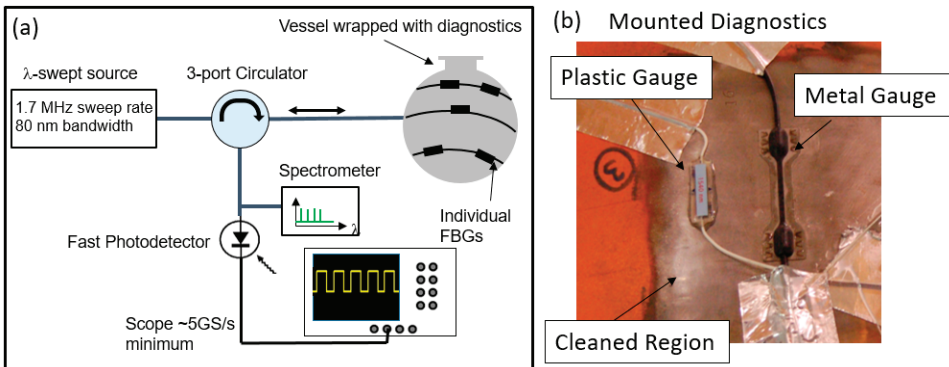 (a)
Vessel wrapped with diagnostics
λ-swept source
3-port Circulator
1.7 MHz sweep rate
80 nm bandwidth
Spectrometer
λ
Individual
FBGs
Fast Photodetector
Scope ~5GS/s
minimum
(b)
Mounted Diagnostics
Plastic Gauge
Metal Gauge
3
Cleaned Region